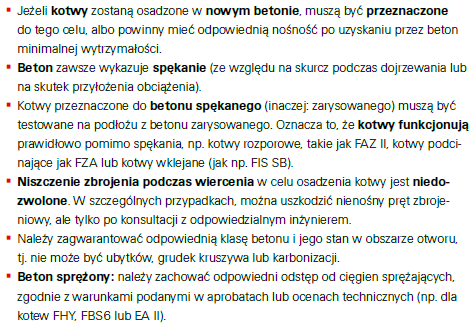 ▪ Jeżeli kotwy zostaną osadzone w nowym betonie, muszą być przeznaczone
do tego celu, albo powinny mieć odpowiednią nośność po uzyskaniu przez beton
minimalnej wytrzymałości.
▪ Beton zawsze wykazuje spękanie (ze względu na skurcz podczas dojrzewania lub
na skutek przyłożenia obciążenia).
▪ Kotwy przeznaczone do betonu spękanego (inaczej: zarysowanego) muszą być
testowane na podłożu z betonu zarysowanego. Oznacza to, że kotwy funkcjonują
prawidłowo pomimo spękania, np. kotwy rozporowe, takie jak FAZ II, kotwy podci-
nające jak FZA lub kotwy wklejane (jak np. FIS SB).
▪ Niszczenie zbrojenia podczas wiercenia w celu osadzenia kotwy jest niedo-
zwolone. W szczególnych przypadkach, można uszkodzić nienośny pręt zbroje-
niowy, ale tylko po konsultacji z odpowiedzialnym inżynierem.
▪ Należy zagwarantować odpowiednią klasę betonu i jego stan w obszarze otworu,
tj. nie może być ubytków, grudek kruszywa lub karbonizacji.
▪ Beton sprężony: należy zachować odpowiedni odstęp od cięgien sprężających,
zgodnie z warunkami podanymi w aprobatach lub ocenach technicznych (np. dla
kotew FHY, FBS6 lub EA II).